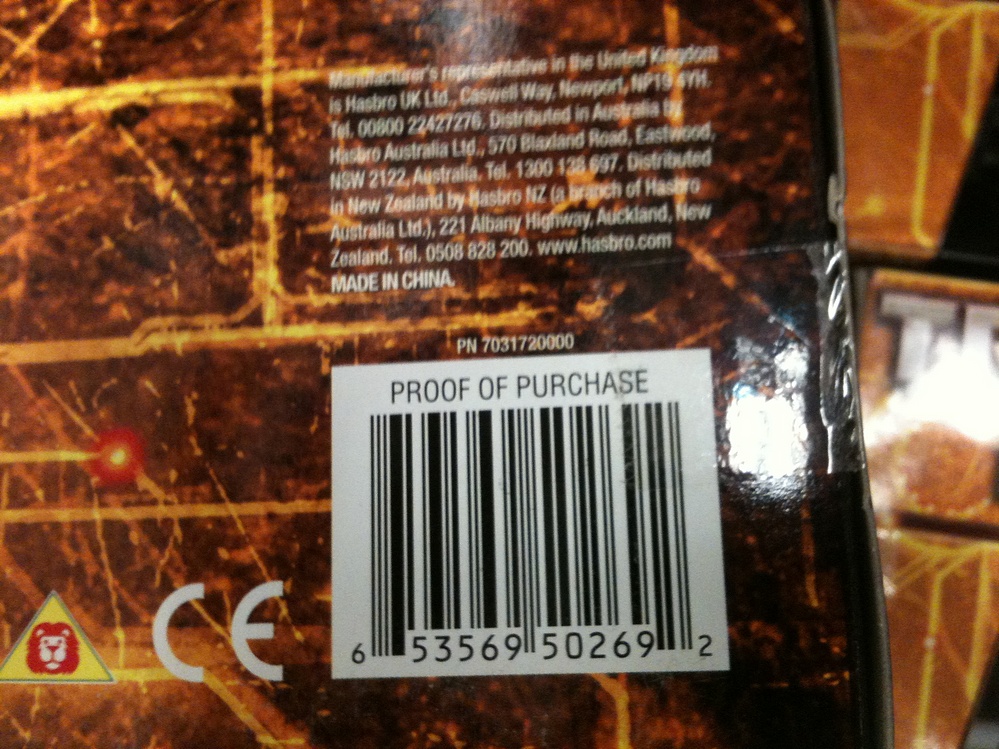 Manufacturer's representative in the United Kingdom
is Hasbro UK Ltd., Caswell Way, Newport, NP19 4YH.
Tel. 00800 22427276. Distributed in Australia by
Hasbro Australia Ltd., 570 Blaxland Road, Eastwood,
NSW 2122, Australia. Tel. 1300 138 697. Distributed
in New Zealand by Hasbro NZ (a branch of Hasbro
Australia Ltd.), 221 Albany Highway, Auckland, New
Zealand. Tel. 0508 828 200. www.hasbro.com
MADE IN CHINA.
PN 7031720000
PROOF OF PURCHASE
6 53569 50269 2
CE